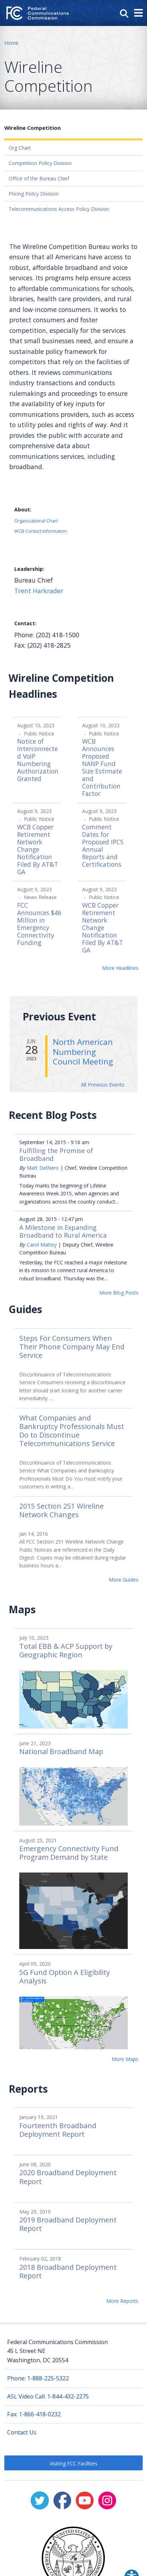 Federal
Communications
Commission
Home
Wireline
Competition
Wireline Competition
Org Chart
Competition Policy Division
Office of the Bureau Chief
Pricing Policy Division
Telecommunications Access Policy Division
The Wireline Competition Bureau works to
ensure that all Americans have access to
robust, affordable broadband and voice
services. Its programs help ensure access
to affordable communications for schools,
libraries, health care providers, and rural
and low income consumers. We protect
consumers and foster
competition, especially for the services
that small businesses need, and ensure a
sustainable policy framework for
competitors that rely on the facilities of
others. It reviews communications
transactions and conducts
rulemakings and proceedings to ensure
the most availability of broadband for
communications providers, such as access
to utility poles and rights of way. And it
provides the public with accurate and
comprehensive data about
communications services, including
broadband.
About:
Organizational Chart
WCB Contact Information
Leadership:
Bureau Chief
Trent Harkrader
Contact:
Phone: (202) 418-1500
Fax: (202) 418-2825
Wireline Competition
Headlines
August 10, 2023
- Public Notice
Notice of
Interconnecte
d VoIP
Numbering
Authorization
Granted
August 10, 2023
- Public Notice
WCB
Announces
Proposed
NANP Fund
Size Estimate
and
Contribution
Factor
August 9, 2023
- Public Notice
WCB Copper
Retirement
Network
Change
Notification
Filed By AT&T
GA
August 9, 2023
- Public Notice
Comment
Dates for
Proposed IPCS
Annual
Reports and
Certifications
August 9, 2023
- News Release
FCC
Announces $46
Million in
Emergency
Connectivity
Funding
August 9, 2023
- Public Notice
WCB Copper
Retirement
Network
Change
Notification
Filed By AT&T
GA
More Headlines
Previous Event
JUN
28
2023
North American
Numbering
Council Meeting
All Previous Events
Recent Blog Posts
September 14, 2015 - 9:16 am
Fulfilling the Promise of
Broadband
By Matt DelNero | Chief, Wireline Competition
Bureau
Today marks the beginning of Lifeline
Awareness Week 2015, when agencies and
organizations across the country conduct...
August 28, 2015 - 12:47 pm
A Milestone in Expanding
Broadband to Rural America
By Carol Mattey | Deputy Chief, Wireline
Competition Bureau
Yesterday, the FCC reached a major milestone
in its mission to connect rural America to
robust broadband. Thursday was the...
More Blog Posts
Guides
Steps For Consumers When
Their Phone Company May End
Service
Discontinuance of Telecommunications
Service Consumers receiving a discontinuance
letter should start looking for another carrier
immediately. ...
What Companies and
Bankruptcy Professionals Must
Do to Discontinue
Telecommunications Service
Discontinuance of Telecommunications
Service What Companies and Bankruptcy
Professionals Must Do You must notify your
customers in writing a...
2015 Section 251 Wireline
Network Changes
Jan 14, 2016
All FCC Section 251 Wireline Network Change
Public Notices are referenced in the Daily
Digest. Copies may be obtained during regular
business hours a...
More Guides
Maps
July 10, 2023
Total EBB & ACP Support by
Geographic Region
June 21, 2023
National Broadband Map
August 25, 2021
Emergency Connectivity Fund
Program Demand by State
April 09, 2020
5G Fund Option A Eligibility
Analysis
More Maps
Reports
January 19, 2021
Fourteenth Broadband
Deployment Report
June 08, 2020
2020 Broadband Deployment
Report
May 29, 2019
2019 Broadband Deployment
Report
February 02, 2018
2018 Broadband Deployment
Report
More Reports
Federal Communications Commission
45 L Street NE
Washington, DC 20554
Phone: 1-888-225-5322
ASL Video Call: 1-844-432-2275
Fax: 1-866-418-0232
Contact Us
Visiting FCC Facilities